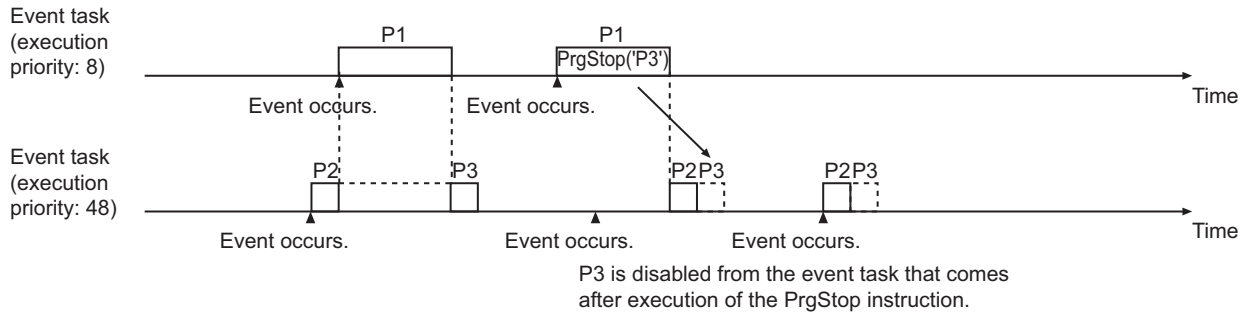 Event task
(execution
priority: 8)
P1
P1
PrgStop('P3')
Event occurs.
Event occurs.
Time
Event task
(execution
priority: 48)
P2
P3
P2
P3
P2
P3
Event occurs.
Event occurs.
Event occurs.
Time
P3 is disabled from the event task that comes
after execution of the PrgStop instruction.